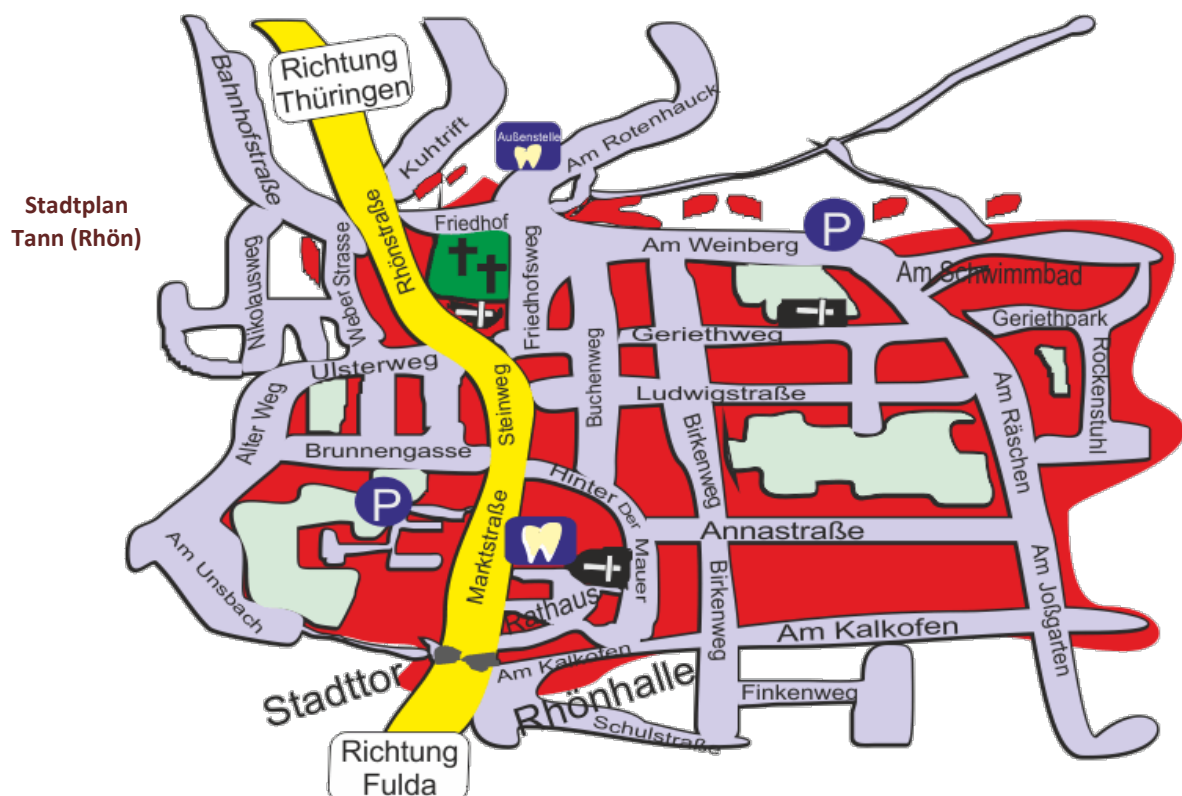 Stadtplan
Tann (Rhön)
Richtung
Thüringen
Bahnhofstraße
Kuhtrift
Außenstelle
Am Rotenhauck
Rhönstraße
Friedhof
Friedhofsweg
Am Weinberg
P
Am Schwimmbad
Nikolausweg
Weber Strasse
Geriethpark
Geriethweg
Rockenstuhl
Ulsterweg
Buchenweg
Ludwigstraße
Am Räschen
Alter Weg
Steinweg
Birkenweg
Brunnengasse
Hinter Der Mauer
P
Annastraße
Marktstraße
Am Unsbach
Rathaus
Birkenweg
Am Joßgarten
Am Kalkofen
Am Kalkofen
Stadttor
Rhönhalle
Finkenweg
Schulstraße
Richtung
Fulda